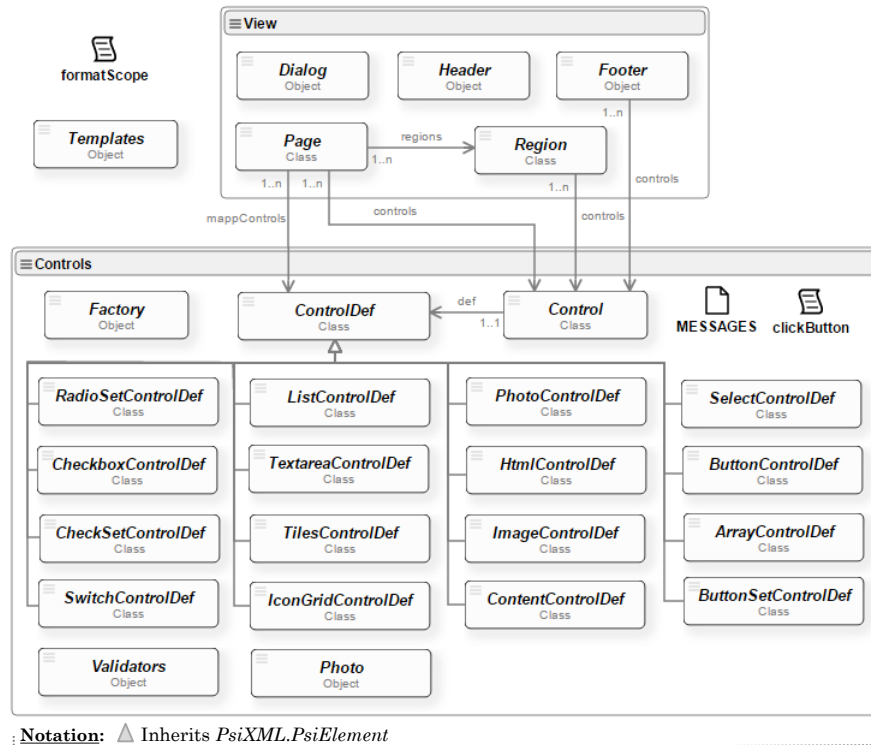 View
formatScope
Dialog
Object
Header
Object
Footer
Object
1..n
Templates
Object
Page
Class
regions
1..n
Region
Class
1..n
1..n
1..n
controls
mappControls
controls
controls
Controls
Factory
Object
ControlDef
Class
def
1..1
Control
Class
MESSAGES
clickButton
RadioSetControlDef
Class
ListControlDef
Class
PhotoControlDef
Class
SelectControlDef
Class
CheckboxControlDef
Class
TextareaControlDef
Class
HtmlControlDef
Class
ButtonControlDef
Class
CheckSetControlDef
Class
TilesControlDef
Class
ImageControlDef
Class
ArrayControlDef
Class
SwitchControlDef
Class
IconGridControlDef
Class
ContentControlDef
Class
ButtonSetControlDef
Class
Validators
Object
Photo
Object
Notation: Inherits PsiXML.PsiElement